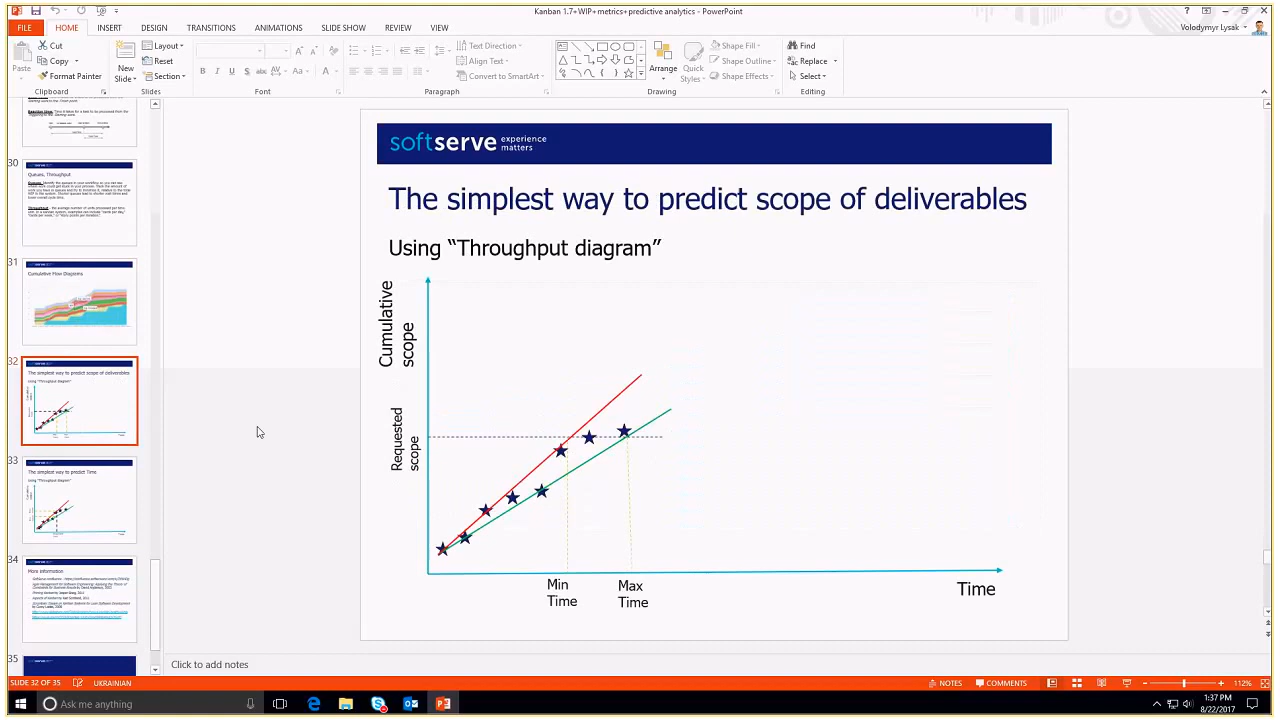 Kanban 1.7+WIP+metrics+predictive analytics - PowerPoint
FILE HOME INSERT DESIGN TRANSITIONS ANIMATIONS SLIDE SHOW REVIEW VIEW
Volodymyr Lysak
Paste
Cut
Copy
Format Painter
Clipboard
New
Slide
Layout
Reset
Section
Slides
Font
Text Direction
Align Text
Convert to SmartArt
Paragraph
Arrange
Quick
Styles
Shape Fill
Shape Outline
Shape Effects
Drawing
Find
Replace
Select
Editing
30
Queues, Throughput
31
Cumulative Flow Diagrams
32
The simplest way to predict scope of deliverables
Using "Throughput diagram"
33
The simplest way to predict Time
Using "Throughput diagram"
34
More information
35
softserve experience
matters
The simplest way to predict scope of deliverables
Using “Throughput diagram”
Cumulative
scope
Requested
scope
Min
Time
Max
Time
Time
Click to add notes
SLIDE 32 OF 35 UKRAINIAN NOTES COMMENTS 112%
Ask me anything
1:37 PM
8/22/2017